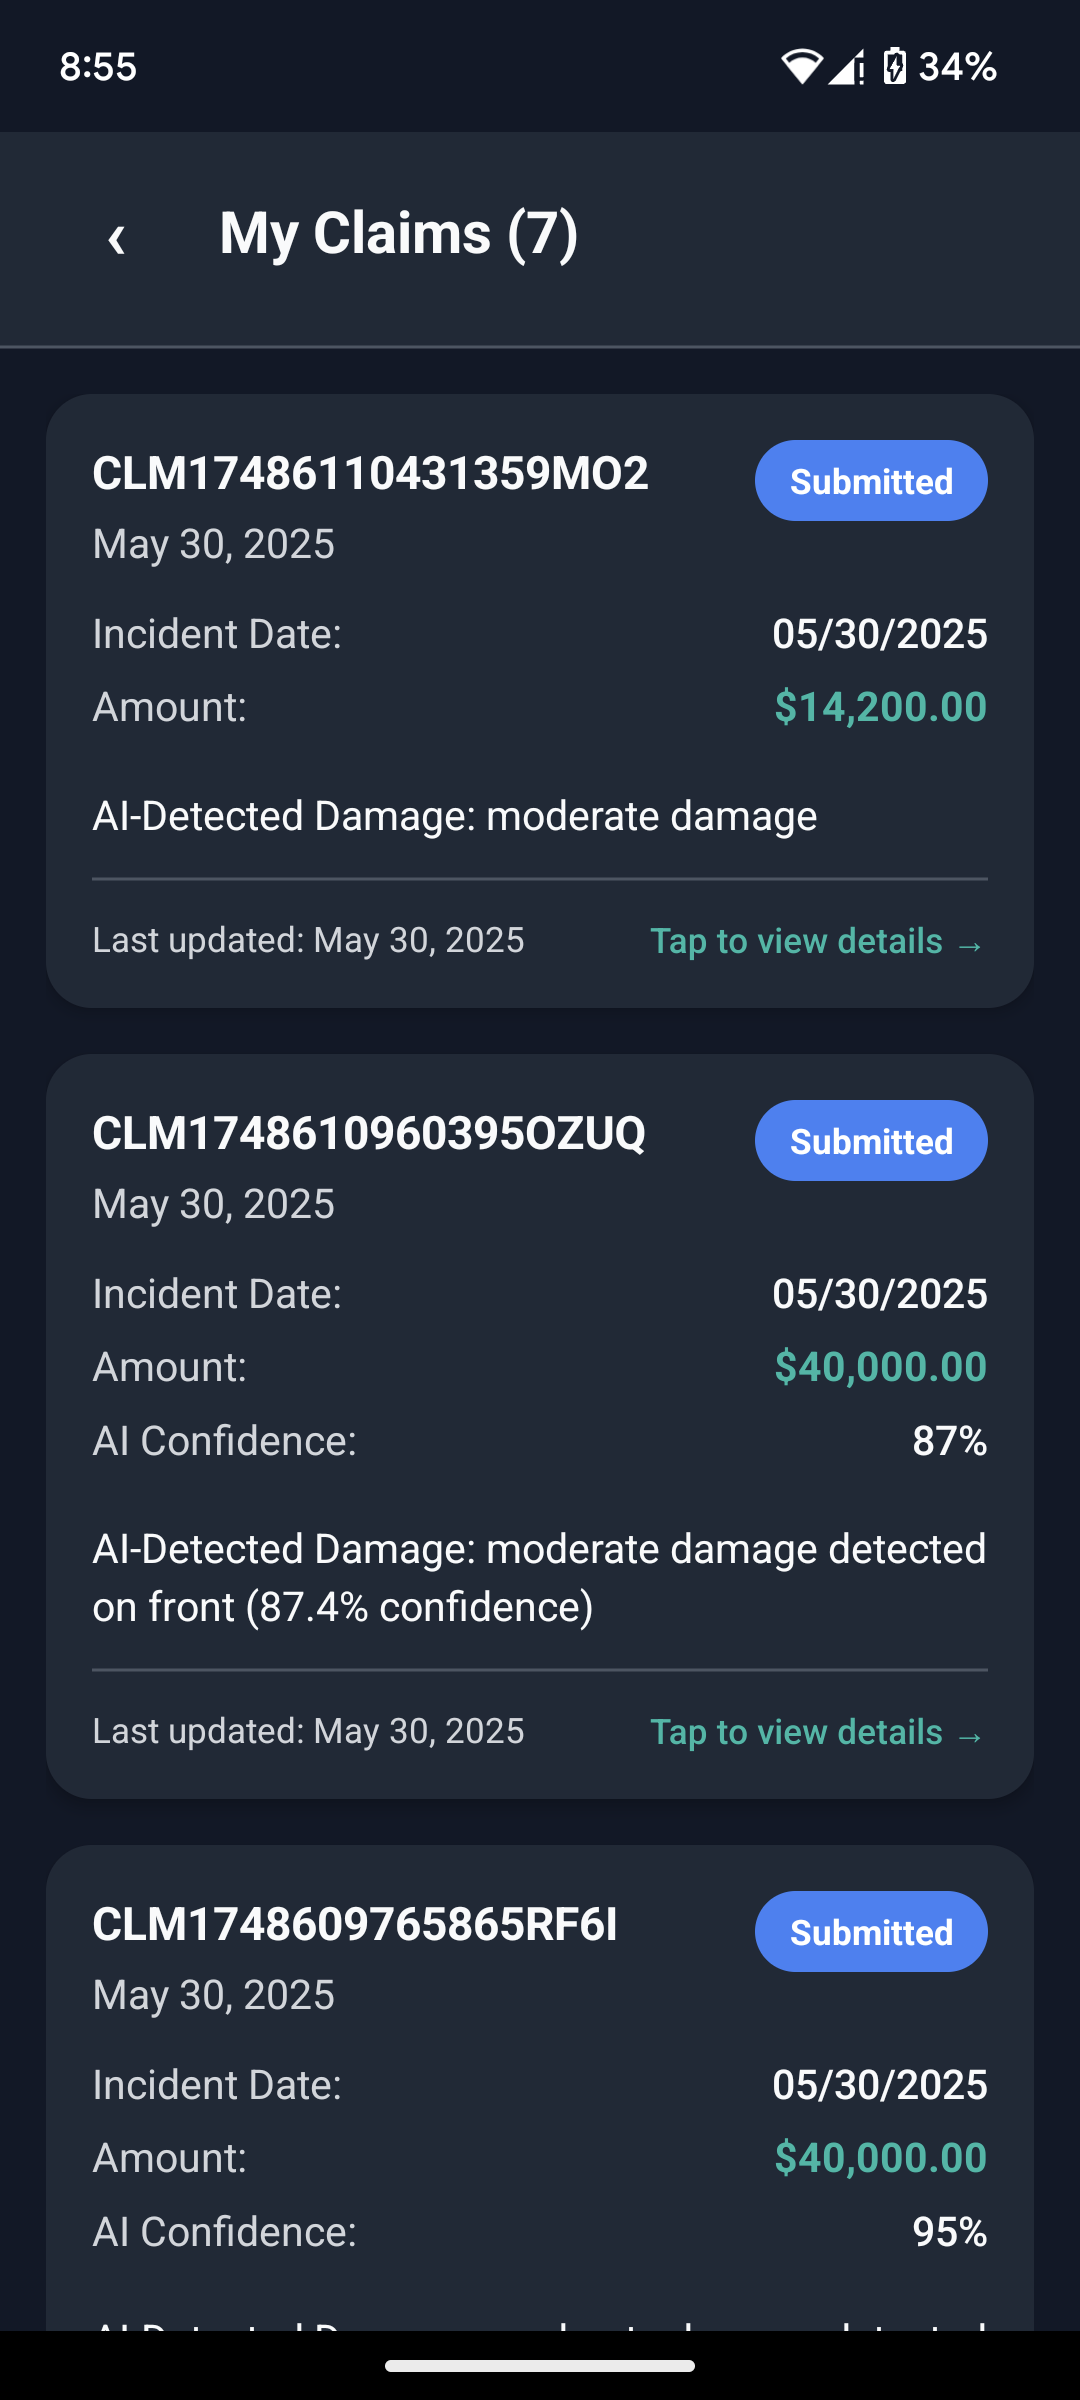 8:55
34%
‹ My Claims (7)
CLM17486110431359MO2
Submitted
May 30, 2025
Incident Date: 05/30/2025
Amount: $14,200.00
AI-Detected Damage: moderate damage
Last updated: May 30, 2025 Tap to view details →
CLM1748610960395OZUQ
Submitted
May 30, 2025
Incident Date: 05/30/2025
Amount: $40,000.00
AI Confidence: 87%
AI-Detected Damage: moderate damage detected
on front (87.4% confidence)
Last updated: May 30, 2025 Tap to view details →
CLM1748609765865RF6I
Submitted
May 30, 2025
Incident Date: 05/30/2025
Amount: $40,000.00
AI Confidence: 95%